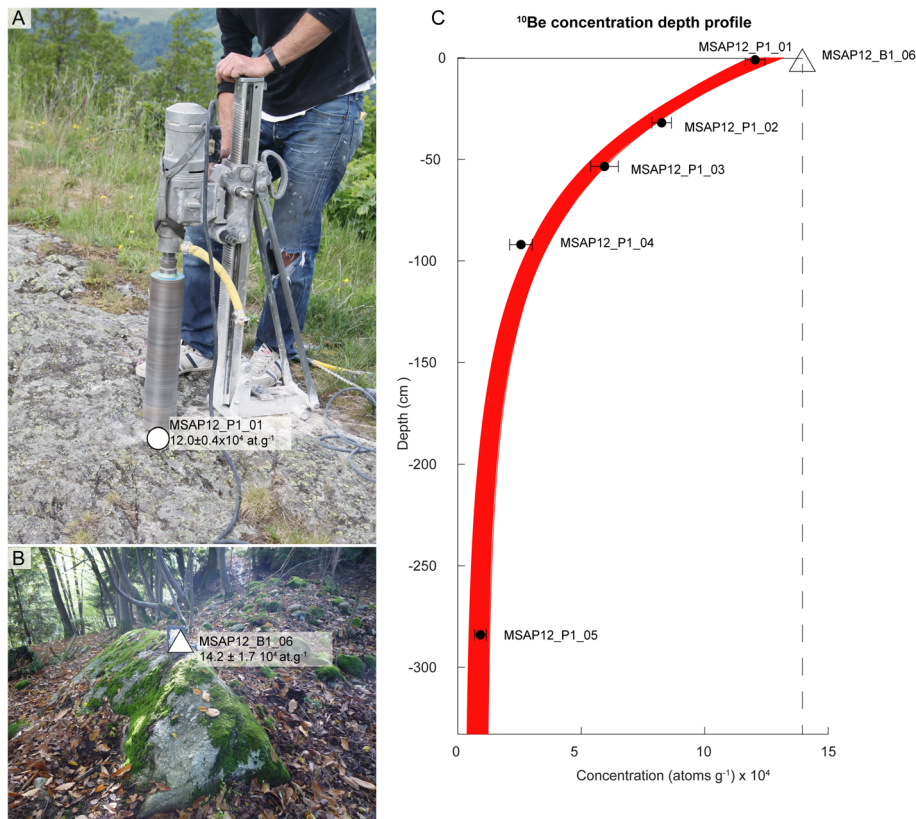 A
MSAP12_P1_01
12.0±0.4x10⁴ at.g⁻¹
B
MSAP12_B1_06
14.2 ± 1.7 10⁴ at.g⁻¹
C
¹⁰Be concentration depth profile
MSAP12_P1_01
MSAP12_B1_06
MSAP12_P1_02
MSAP12_P1_03
MSAP12_P1_04
MSAP12_P1_05
0
-50
-100
-150
-200
-250
-300
Depth (cm )
0 5 10 15
Concentration (atoms g⁻¹) x 10⁴